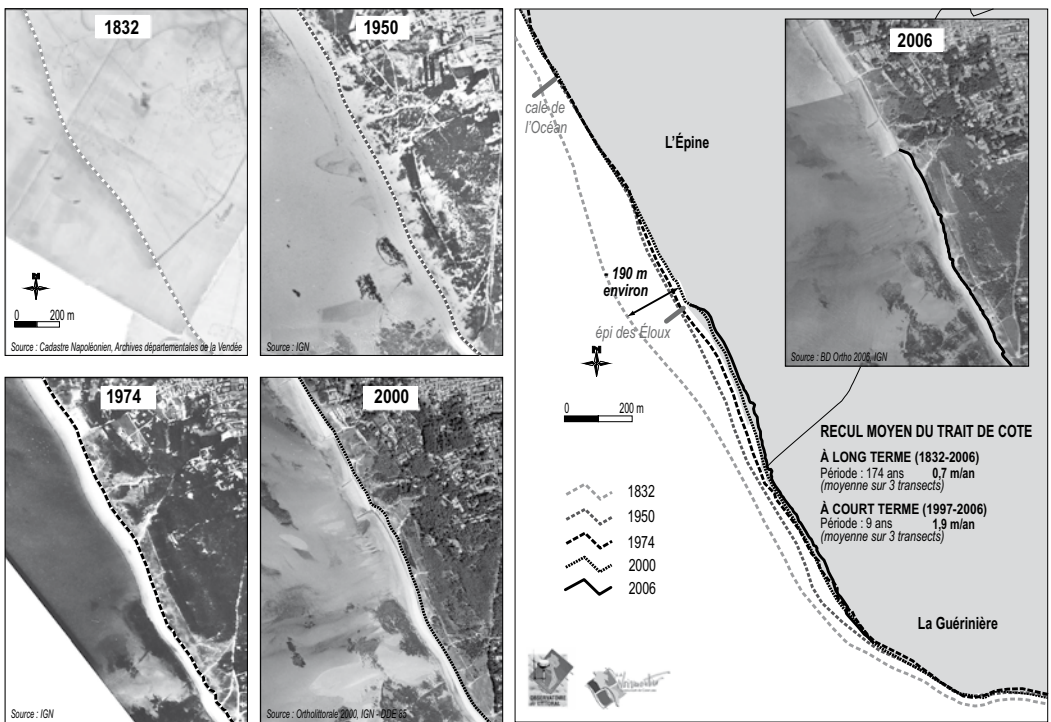 1832
N
0 200 m
Source : Cadastre Napoléonien, Archives départementales de la Vendée
1950
Source : IGN
1974
Source : IGN
2000
Source : Ortholittorale 2000, IGN - DDE 85
cale de
l'Océan
L'Épine
- 190 m
environ
épi des Éloux
N
0 200 m
1832
1950
1974
2000
2006
OBSERVATOIRE
du LITTORAL
2006
Source : BD Ortho 2006, IGN
RECUL MOYEN DU TRAIT DE COTE
À LONG TERME (1832-2006)
Période : 174 ans 0,7 m/an
(moyenne sur 3 transects)
À COURT TERME (1997-2006)
Période : 9 ans 1,9 m/an
(moyenne sur 3 transects)
La Guérinière